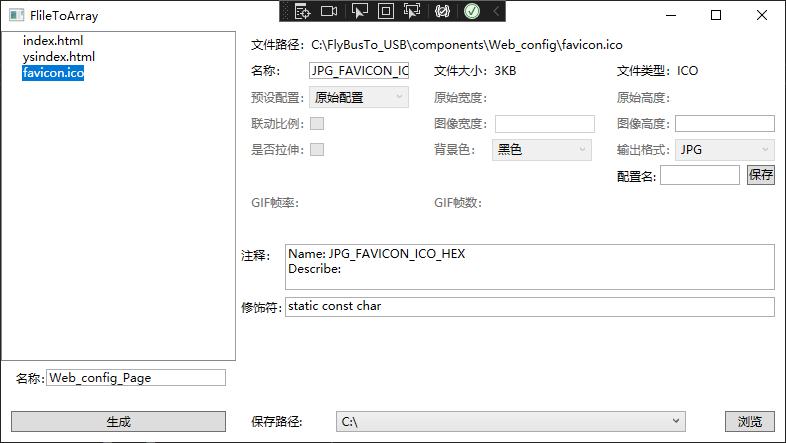 FlileToArray
index.html
ysindex.html
favicon.ico
文件路径: C:\FlyBusTo_USB\components\Web_config\favicon.ico
名称: JPG_FAVICON_IC 文件大小: 3KB 文件类型: ICO
预设配置: 原始配置 原始宽度: 原始高度:
联动比例: 图像宽度: 图像高度:
是否拉伸: 背景色: 黑色 输出格式: JPG
配置名: 保存
GIF帧率: GIF帧数:
注释: Name: JPG_FAVICON_ICO_HEX
Describe:
修饰符: static const char
名称: Web_config_Page
生成 保存路径: C:\ 浏览